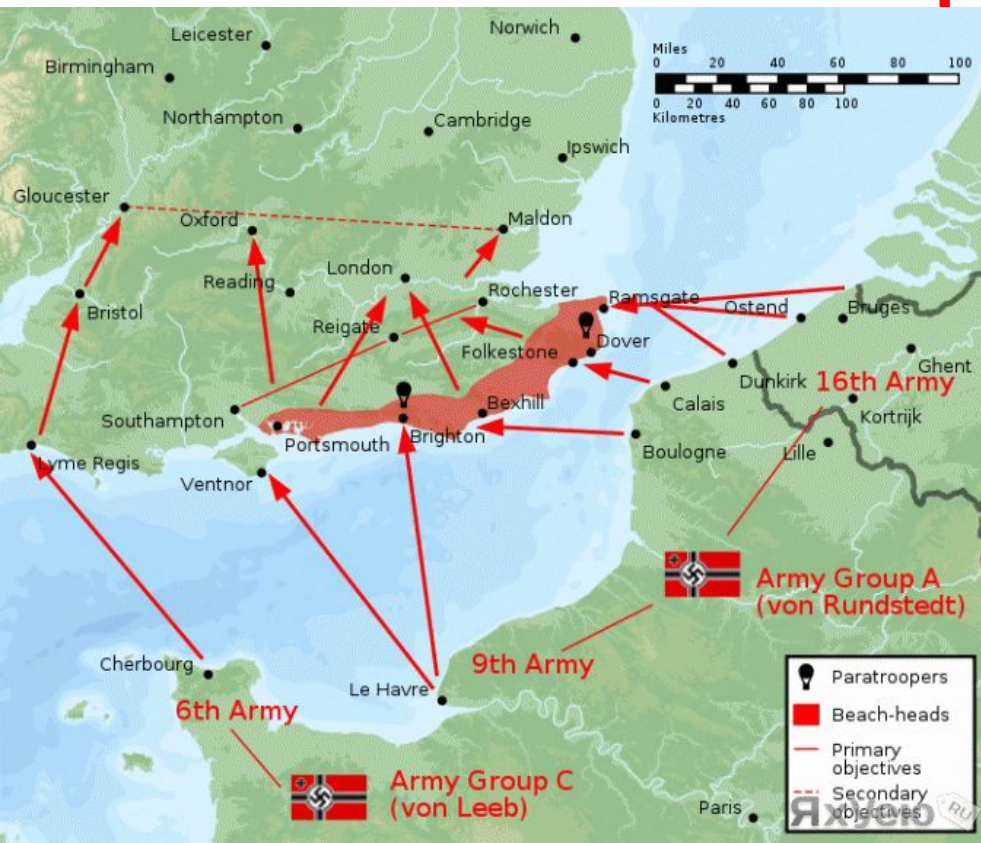 Leicester
Norwich
Birmingham
Miles
0 20 40 60 80 100
0 20 40 60 80 100
Kilometres
Northampton
Cambridge
Ipswich
Gloucester
Oxford
Maldon
London
Reading
Rochester
Ramsgate
Ostend
Bruges
Bristol
Reigate
Folkestone
Dover
Ghent
Dunkirk
16th Army
Calais
Kortrijk
Southampton
Bexhill
Portsmouth
Brighton
Boulogne
Lille
Lyme Regis
Ventnor
Army Group A
(von Rundstedt)
Cherbourg
9th Army
Le Havre
6th Army
Army Group C
(von Leeb)
Paris
Paratroopers
Beach-heads
Primary
objectives
Secondary
objectives
ЯхУею
RU